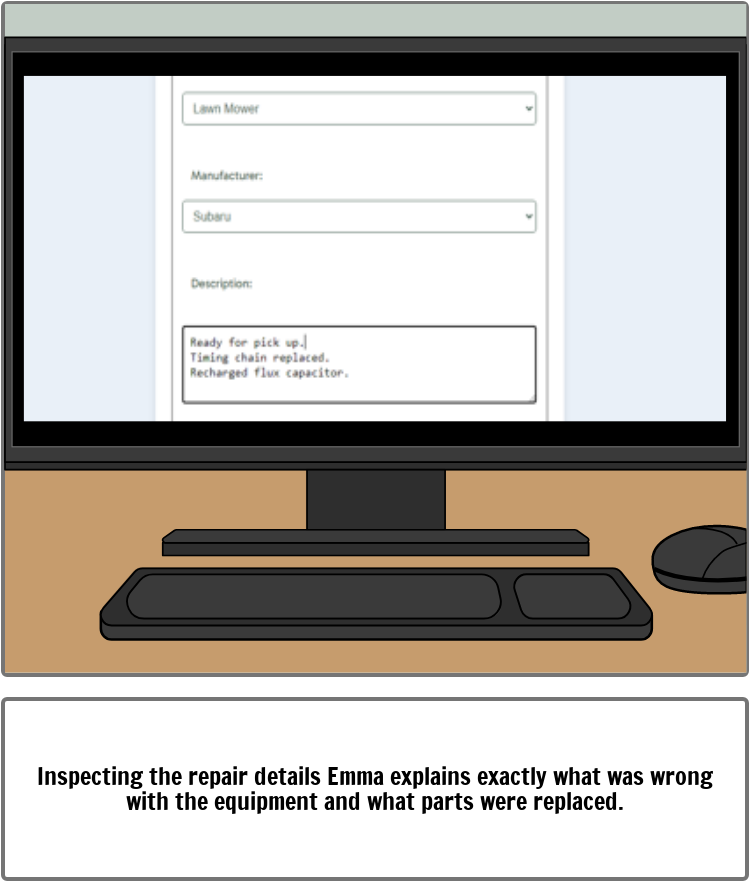 Lawn Mower
Manufacturer:
Subaru
Description:
Ready for pick up.
Timing chain replaced.
Recharged flux capacitor.
Inspecting the repair details Emma explains exactly what was wrong
with the equipment and what parts were replaced.